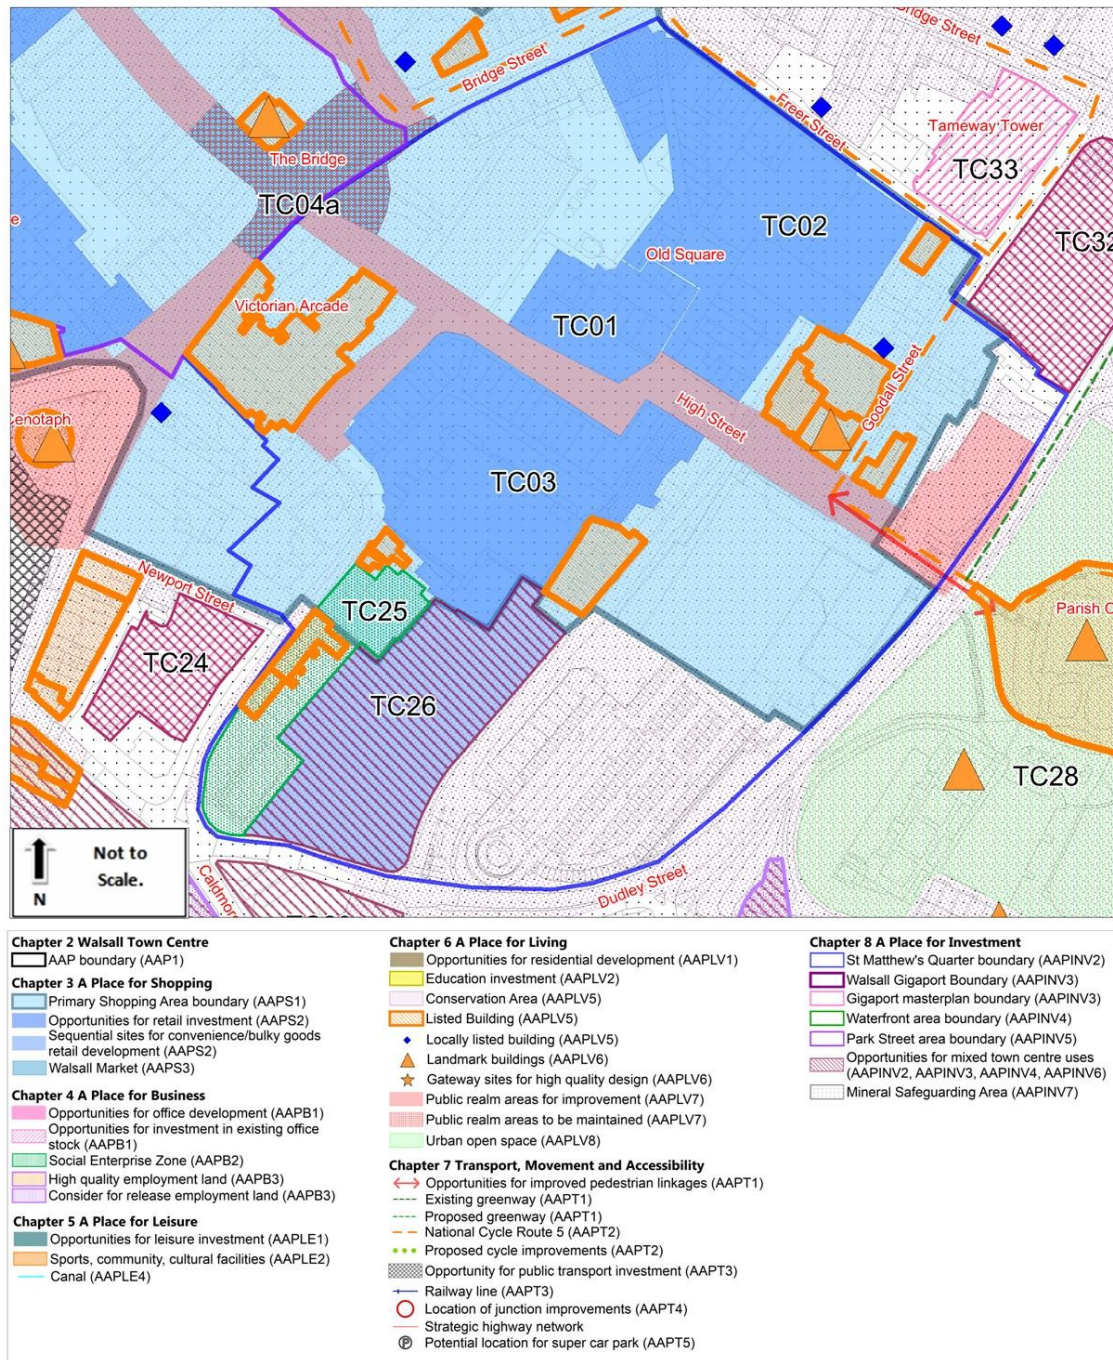 Bridge Street
Bridge Street
Freer Street
Tameway Tower
TC33
The Bridge
TC04a
TC02
TC32
Old Square
Victorian Arcade
TC01
Goodall Street
Cenotaph
High Street
TC03
Newport Street
TC25
TC24
TC26
Parish C
TC28
Dudley Street
Caldmor
Not to
Scale.
N
Chapter 2 Walsall Town Centre
AAP boundary (AAP1)
Chapter 3 A Place for Shopping
Primary Shopping Area boundary (AAPS1)
Opportunities for retail investment (AAPS2)
Sequential sites for convenience/bulky goods
retail development (AAPS2)
Walsall Market (AAPS3)
Chapter 4 A Place for Business
Opportunities for office development (AAPB1)
Opportunities for investment in existing office
stock (AAPB1)
Social Enterprise Zone (AAPB2)
High quality employment land (AAPB3)
Consider for release employment land (AAPB3)
Chapter 5 A Place for Leisure
Opportunities for leisure investment (AAPLE1)
Sports, community, cultural facilities (AAPLE2)
Canal (AAPLE4)
Chapter 6 A Place for Living
Opportunities for residential development (AAPLV1)
Education investment (AAPLV2)
Conservation Area (AAPLV5)
Listed Building (AAPLV5)
Locally listed building (AAPLV5)
Landmark buildings (AAPLV6)
Gateway sites for high quality design (AAPLV6)
Public realm areas for improvement (AAPLV7)
Public realm areas to be maintained (AAPLV7)
Urban open space (AAPLV8)
Chapter 7 Transport, Movement and Accessibility
Opportunities for improved pedestrian linkages (AAPT1)
Existing greenway (AAPT1)
Proposed greenway (AAPT1)
National Cycle Route 5 (AAPT2)
Proposed cycle improvements (AAPT2)
Opportunity for public transport investment (AAPT3)
Railway line (AAPT3)
Location of junction improvements (AAPT4)
Strategic highway network
P Potential location for super car park (AAPT5)
Chapter 8 A Place for Investment
St Matthew's Quarter boundary (AAPINV2)
Walsall Gigaport Boundary (AAPINV3)
Gigaport masterplan boundary (AAPINV3)
Waterfront area boundary (AAPINV4)
Park Street area boundary (AAPINV5)
Opportunities for mixed town centre uses
(AAPINV2, AAPINV3, AAPINV4, AAPINV6)
Mineral Safeguarding Area (AAPINV7)